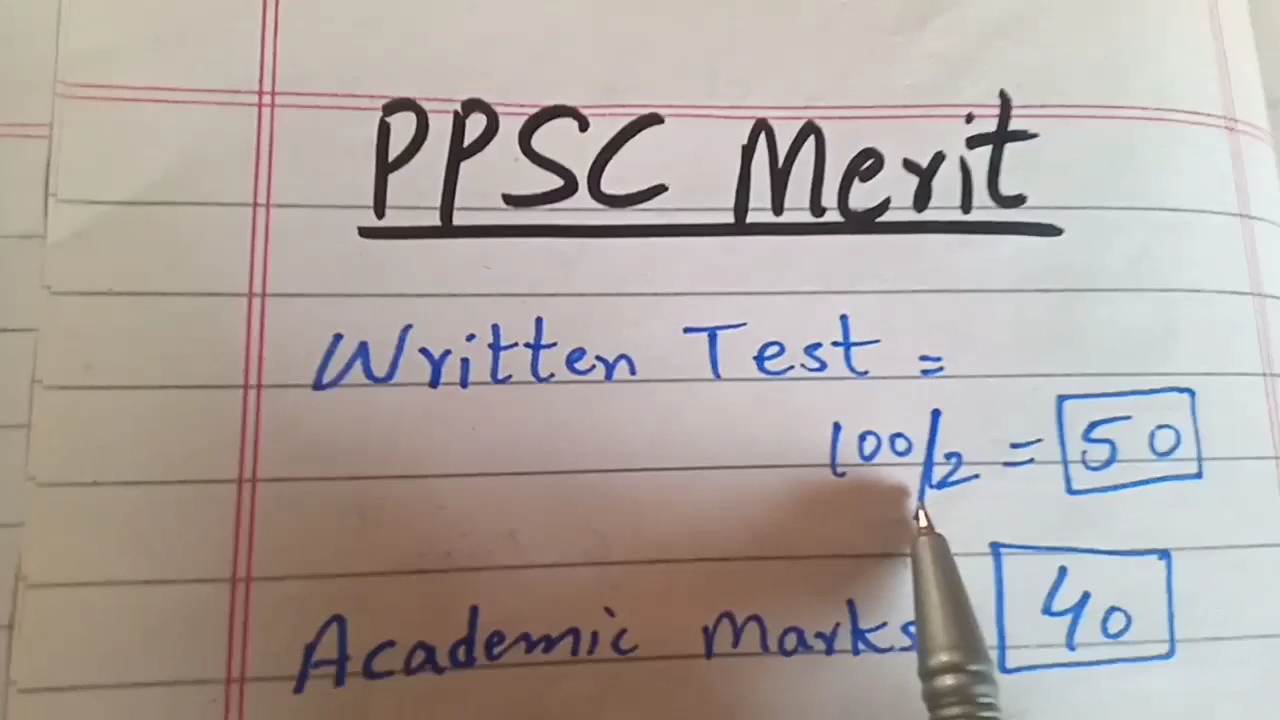 PPSC Merit
Written Test =
100/2 = 50
Academic Marks 40